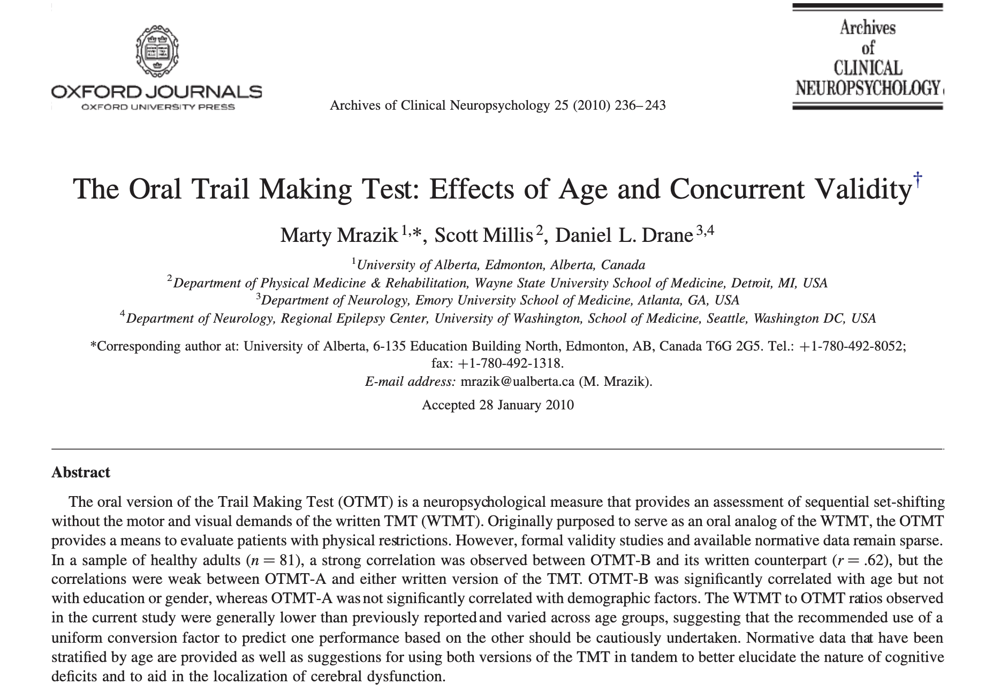 OXFORD JOURNALS
OXFORD UNIVERSITY PRESS
Archives of Clinical Neuropsychology 25 (2010) 236–243
Archives
of
CLINICAL
NEUROPSYCHOLOGY
The Oral Trail Making Test: Effects of Age and Concurrent Validity†
Marty Mrazik 1,*, Scott Millis 2, Daniel L. Drane 3,4
1 University of Alberta, Edmonton, Alberta, Canada
2 Department of Physical Medicine & Rehabilitation, Wayne State University School of Medicine, Detroit, MI, USA
3 Department of Neurology, Emory University School of Medicine, Atlanta, GA, USA
4 Department of Neurology, Regional Epilepsy Center, University of Washington, School of Medicine, Seattle, Washington DC, USA
*Corresponding author at: University of Alberta, 6-135 Education Building North, Edmonton, AB, Canada T6G 2G5. Tel.: +1-780-492-8052;
fax: +1-780-492-1318.
E-mail address: mrazik@ualberta.ca (M. Mrazik).
Accepted 28 January 2010
Abstract
The oral version of the Trail Making Test (OTMT) is a neuropsychological measure that provides an assessment of sequential set-shifting
without the motor and visual demands of the written TMT (WTMT). Originally purposed to serve as an oral analog of the WTMT, the OTMT
provides a means to evaluate patients with physical restrictions. However, formal validity studies and available normative data remain sparse.
In a sample of healthy adults (n = 81), a strong correlation was observed between OTMT-B and its written counterpart (r = .62), but the
correlations were weak between OTMT-A and either written version of the TMT. OTMT-B was significantly correlated with age but not
with education or gender, whereas OTMT-A was not significantly correlated with demographic factors. The WTMT to OTMT ratios observed
in the current study were generally lower than previously reported and varied across age groups, suggesting that the recommended use of a
uniform conversion factor to predict one performance based on the other should be cautiously undertaken. Normative data that have been
stratified by age are provided as well as suggestions for using both versions of the TMT in tandem to better elucidate the nature of cognitive
deficits and to aid in the localization of cerebral dysfunction.